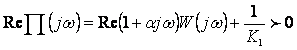 Re∏(jω) = Re(1 + αjω)W(jω) + 1/K₁ ≻ 0